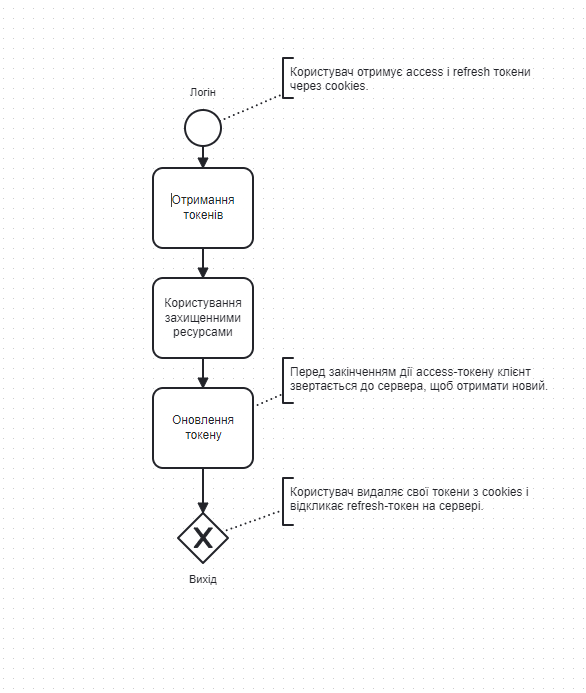 Користувач отримує access і refresh токени
через cookies.
Логін
Отримання
токенів
Користування
захищенними
ресурсами
Перед закінченням дії access-токену клієнт
звертається до сервера, щоб отримати новий.
Оновлення
токену
Користувач видаляє свої токени з cookies і
відкликає refresh-токен на сервері.
Вихід